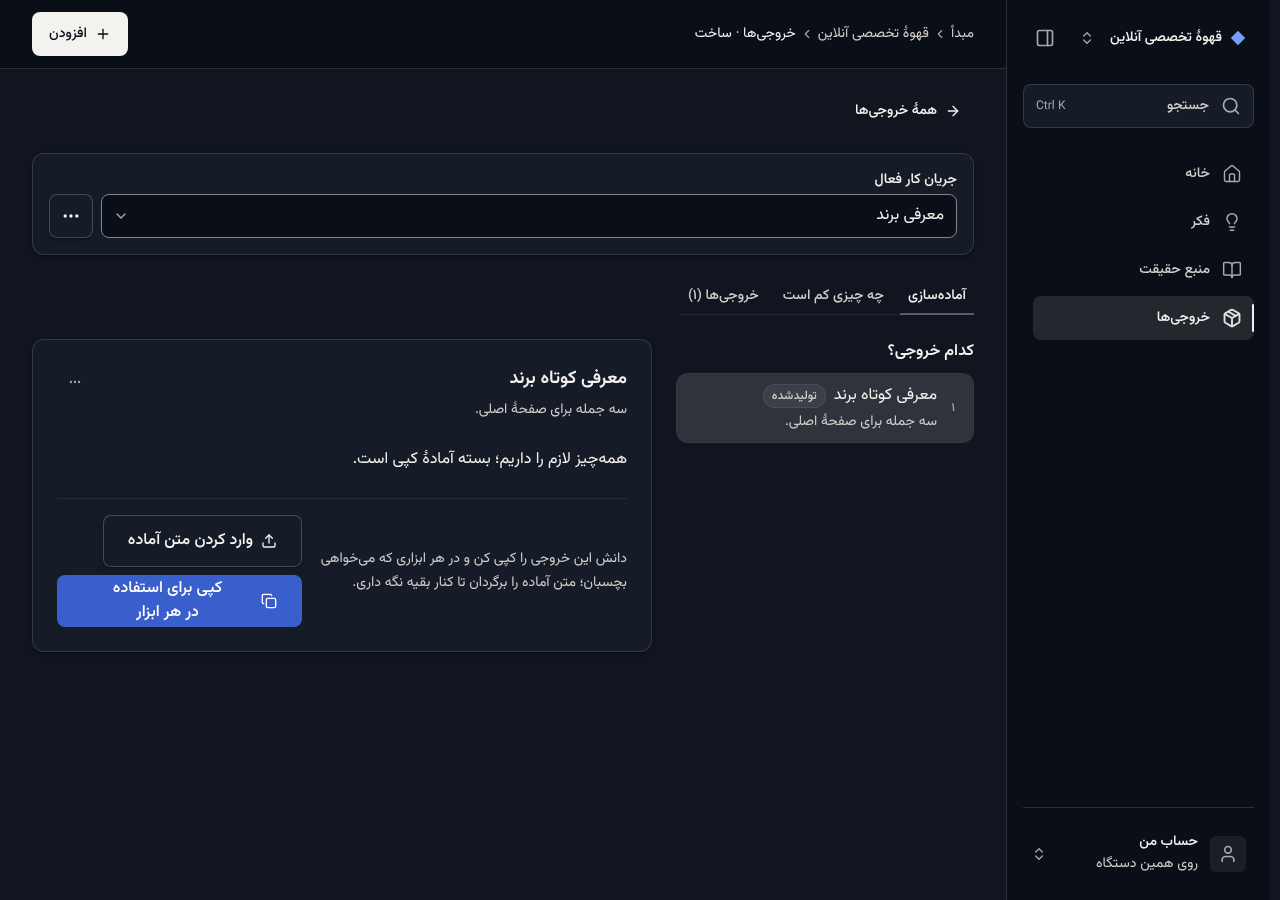 قهوهٔ تخصصی آنلاین
جستجو
Ctrl K
خانه
فکر
منبع حقیقت
خروجی‌ها
حساب من
روی همین دستگاه
مبدأ › قهوهٔ تخصصی آنلاین › خروجی‌ها · ساخت
افزودن
همهٔ خروجی‌ها
جریان کار فعال
معرفی برند
آماده‌سازی
چه چیزی کم است
خروجی‌ها (۱)
کدام خروجی؟
۱
معرفی کوتاه برند
تولیدشده
سه جمله برای صفحهٔ اصلی.
معرفی کوتاه برند
سه جمله برای صفحهٔ اصلی.
همه‌چیز لازم را داریم؛ بسته آمادهٔ کپی است.
دانش این خروجی را کپی کن و در هر ابزاری که می‌خواهی
بچسبان؛ متن آماده را برگردان تا کنار بقیه نگه داری.
وارد کردن متن آماده
کپی برای استفاده
در هر ابزار